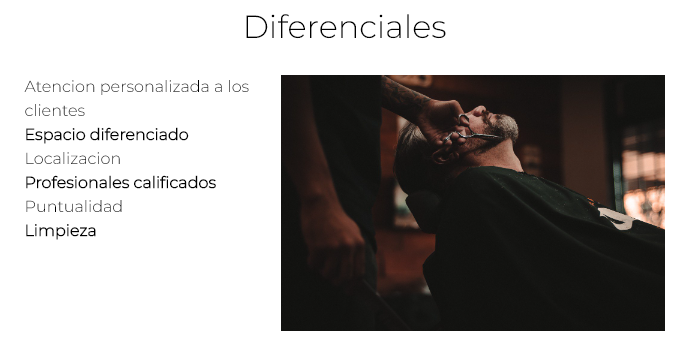 Diferenciales
Atencion personalizada a los
clientes
Espacio diferenciado
Localizacion
Profesionales calificados
Puntualidad
Limpieza